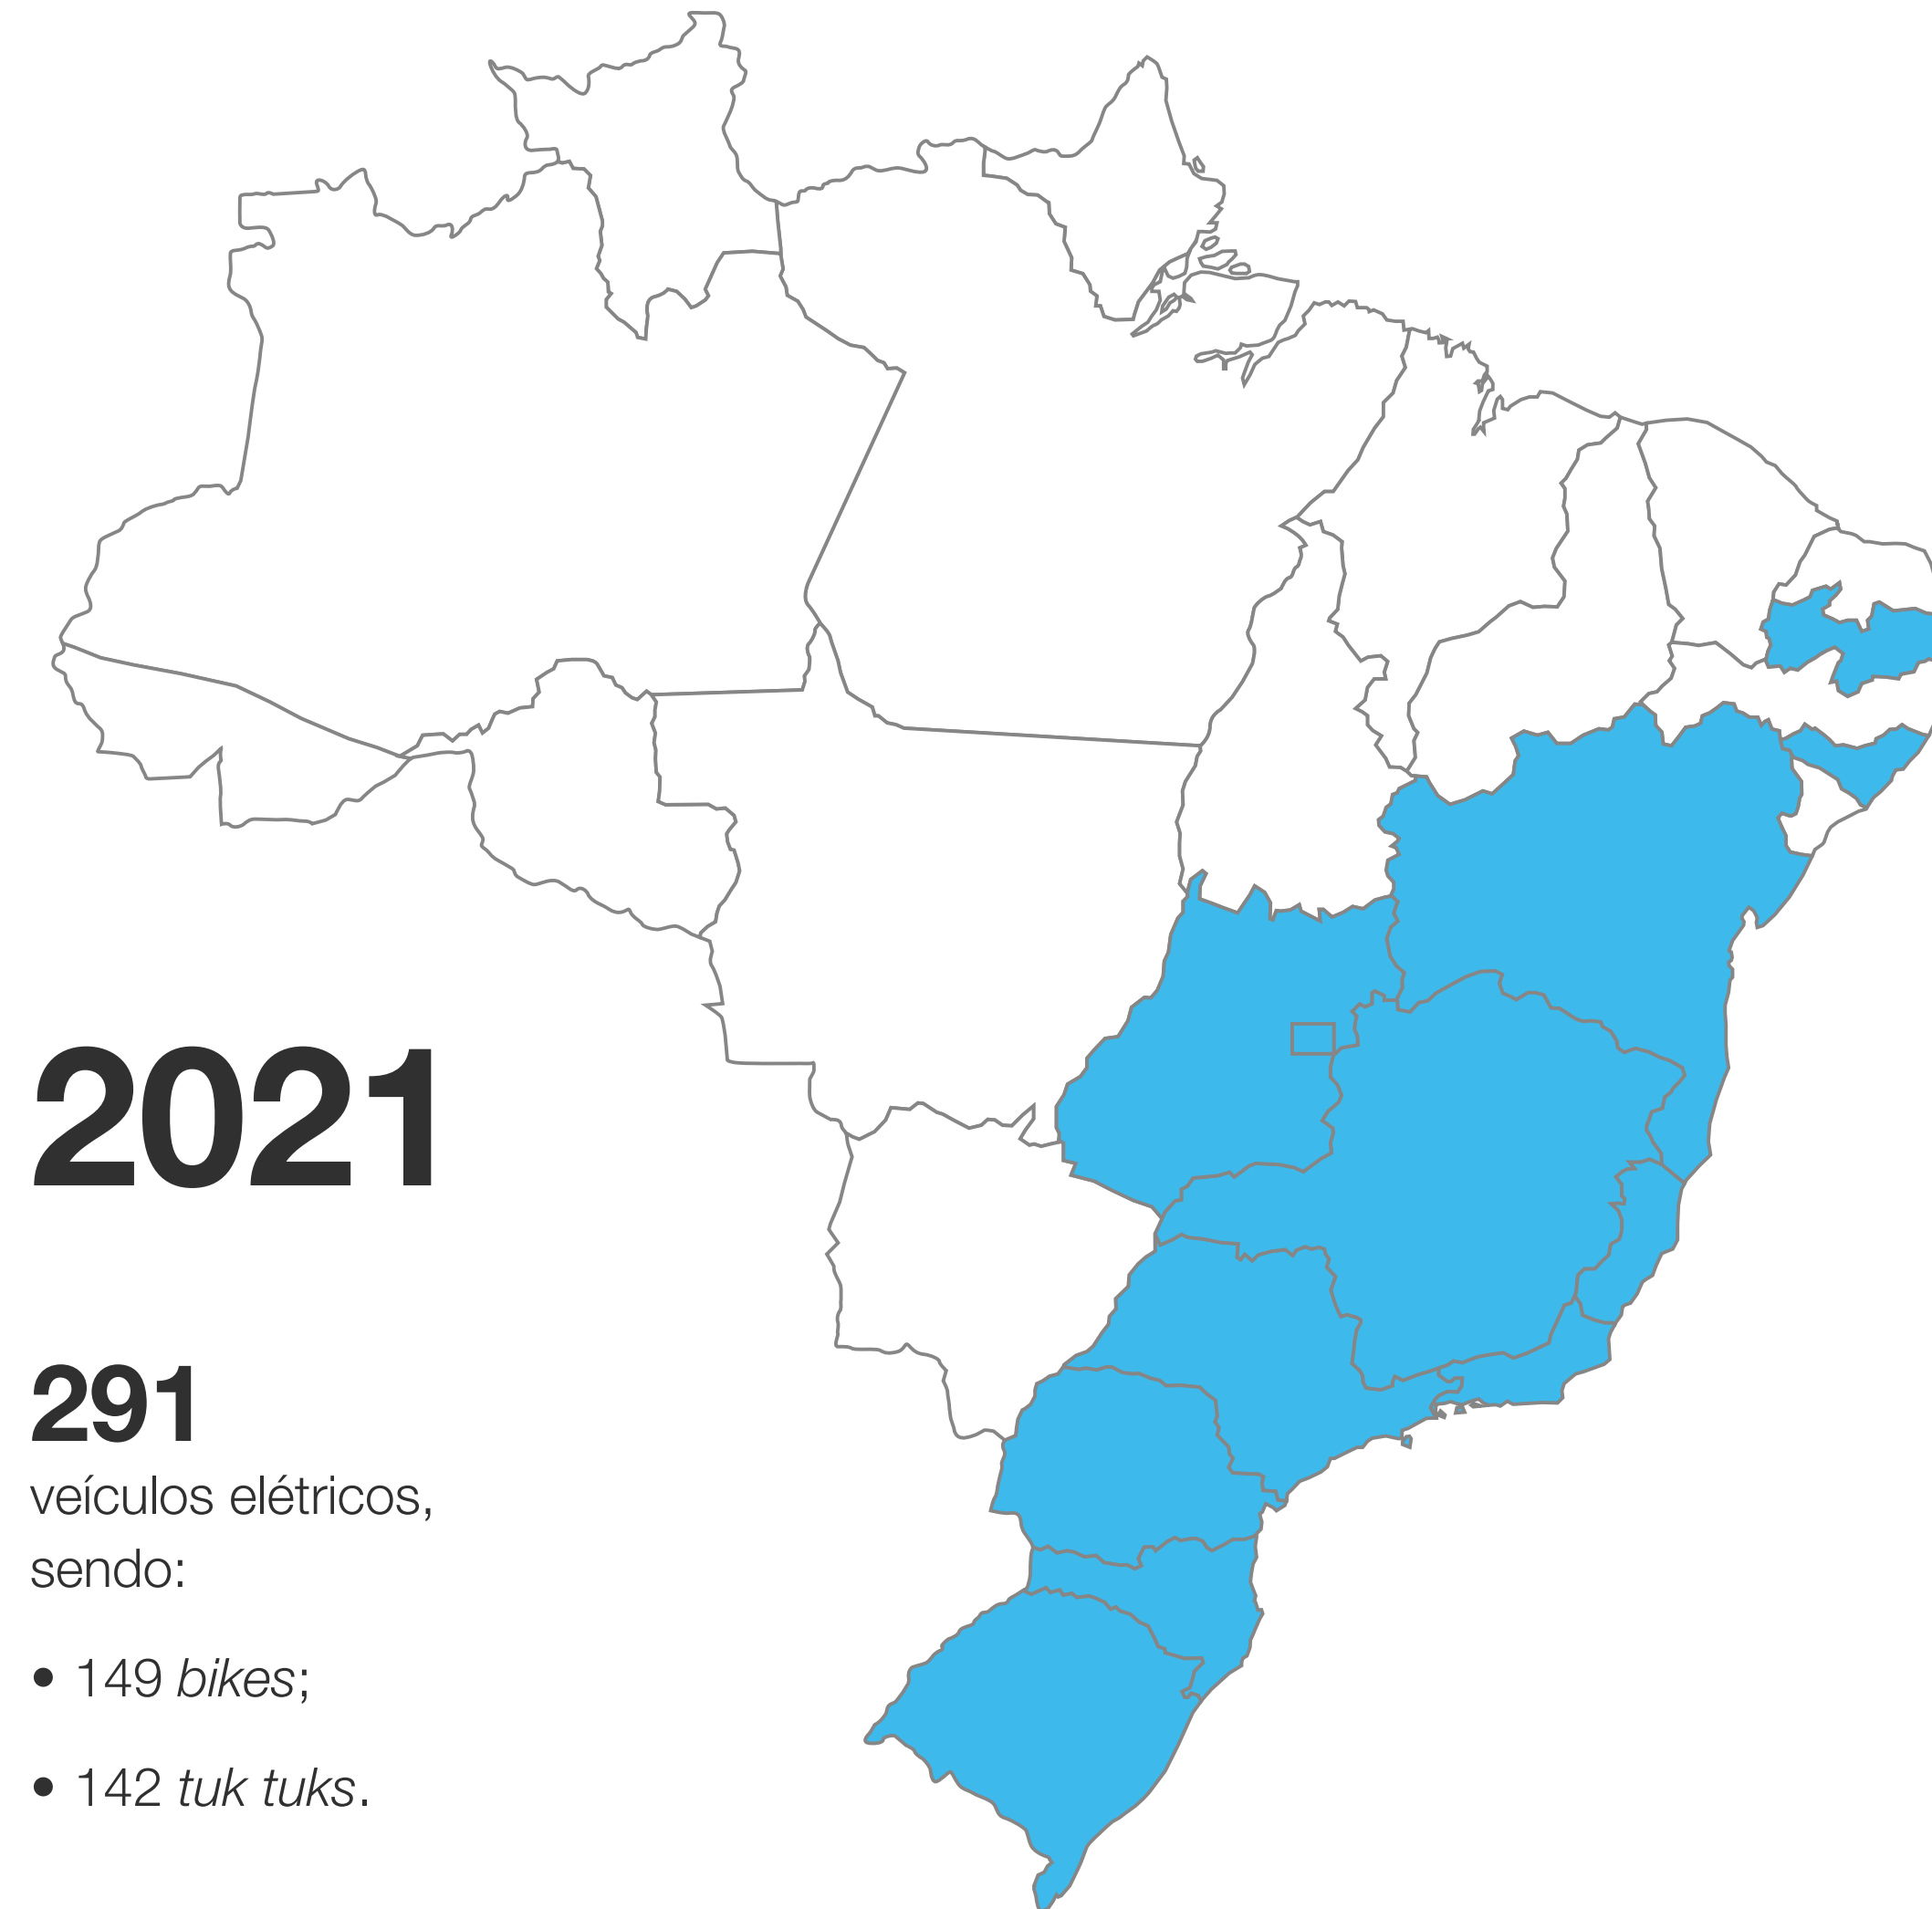 2021
291
veículos elétricos,
sendo:
• 149 bikes;
• 142 tuk tuks.